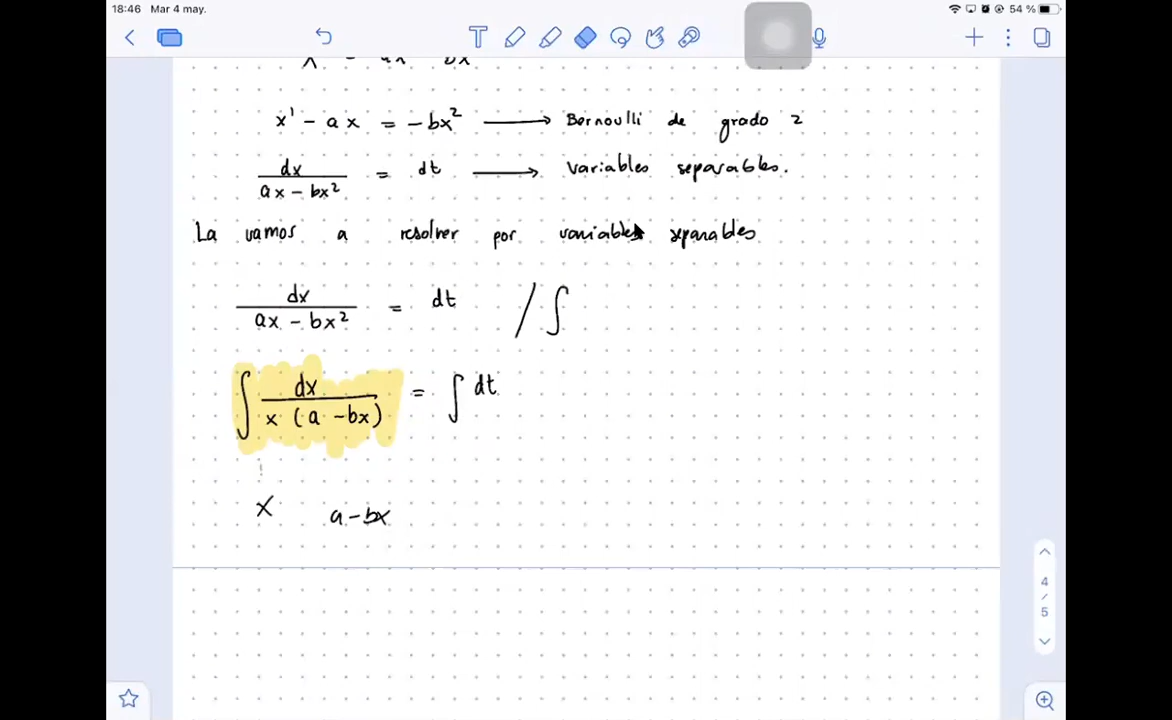 18:46 Mar 4 may.
54 %
T
x' - ax = -bx² → Bernoulli de grado 2
dx/(ax - bx²) = dt → Variables separables.
La vamos a resolver por variables separables
dx/(ax - bx²) = dt /∫
∫ dx/(x (a - bx)) = ∫ dt
x a - bx
4
/
5